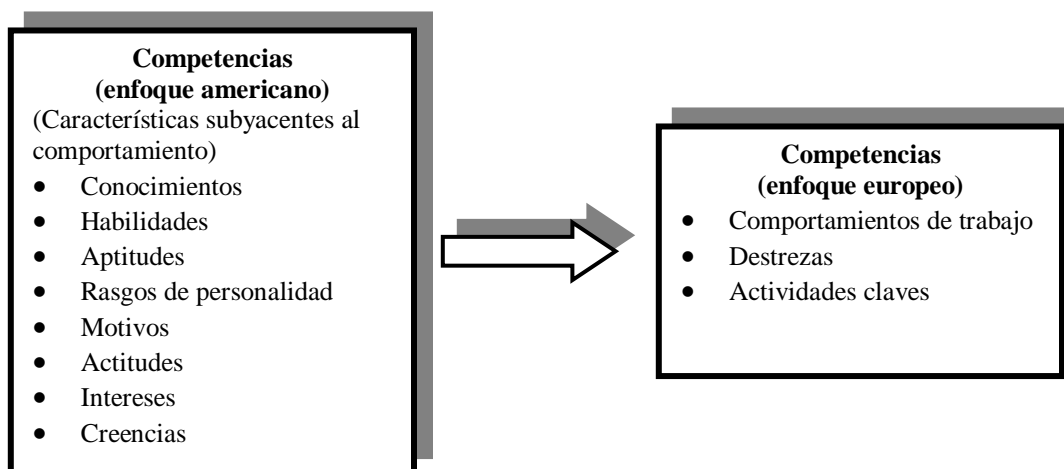 Competencias
(enfoque americano)
(Características subyacentes al
comportamiento)
• Conocimientos
• Habilidades
• Aptitudes
• Rasgos de personalidad
• Motivos
• Actitudes
• Intereses
• Creencias
Competencias
(enfoque europeo)
• Comportamientos de trabajo
• Destrezas
• Actividades claves